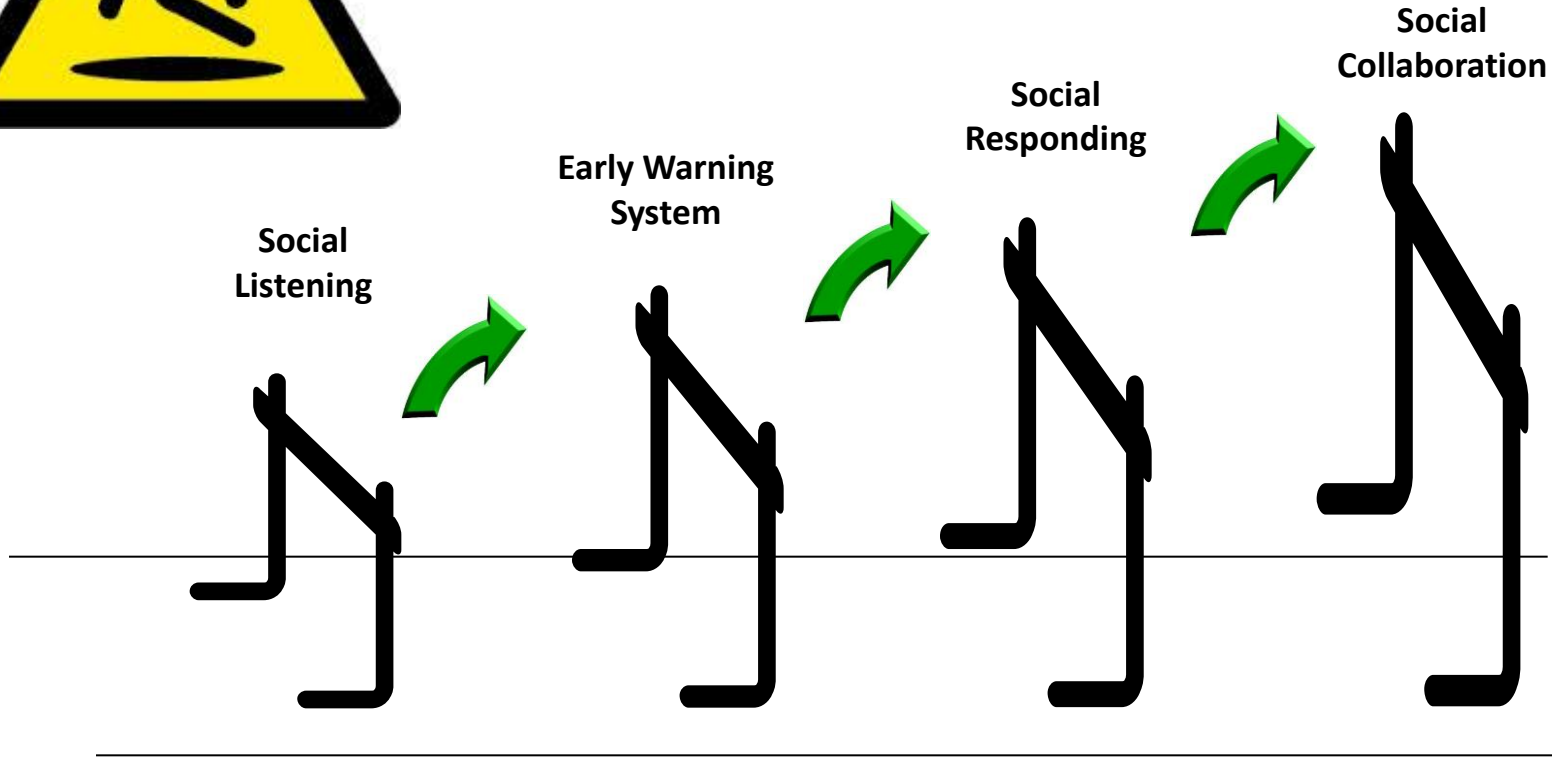 Social
Listening
Early Warning
System
Social
Responding
Social
Collaboration